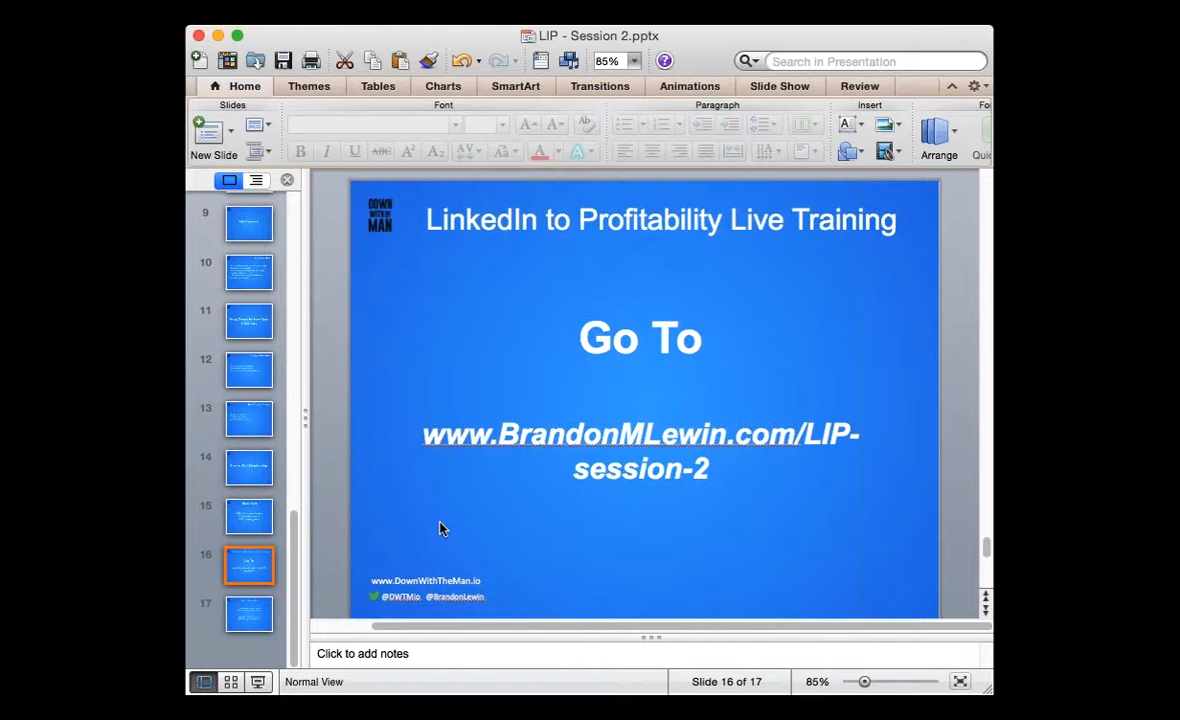 LIP - Session 2.pptx
85%
Search in Presentation
Home Themes Tables Charts SmartArt Transitions Animations Slide Show Review
Slides Font Paragraph Insert
New Slide
Arrange
DOWN
WITH THE
MAN
LinkedIn to Profitability Live Training
Go To
www.BrandonMLewin.com/LIP-
session-2
www.DownWithTheMan.io
@DWTMio @BrandonLewin
9
10
11
12
13
14
15
16
17
Click to add notes
Normal View Slide 16 of 17 85%